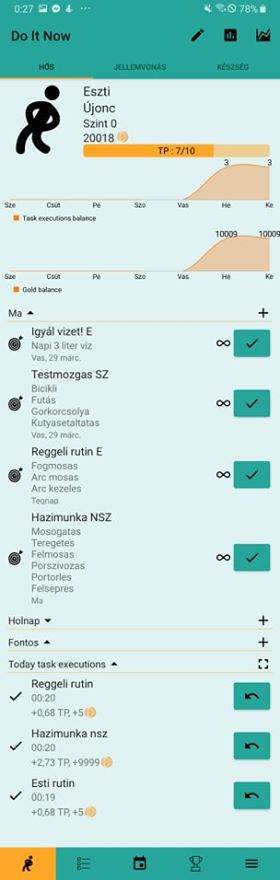 0:27
78%
Do It Now
HŐS
JELLEMVONÁS
KÉSZSÉG
Eszti
Újonc
Szint 0
20018
TP : 7/10
3
3
Sze Csüt Pé Szo Vas Hé Ke
Task executions balance
10009
10009
Sze Csüt Pé Szo Vas Hé Ke
Gold balance
Ma
Igyál vizet! E
Napi 3 liter viz
Vas, 29 márc.
Testmozgas SZ
Bicikli
Futás
Gorkorcsolya
Kutyasetaltatas
Vas, 29 márc.
Reggeli rutin E
Fogmosas
Arc mosas
Arc kezeles
Tegnap
Hazimunka NSZ
Mosogatas
Teregetes
Felmosas
Porszivozas
Portorles
Felsepres
Ma
Holnap
Fontos
Today task executions
Reggeli rutin
00:20
+0,68 TP, +5
Hazimunka nsz
00:20
+2,73 TP, +9999
Esti rutin
00:19
+0,68 TP, +5